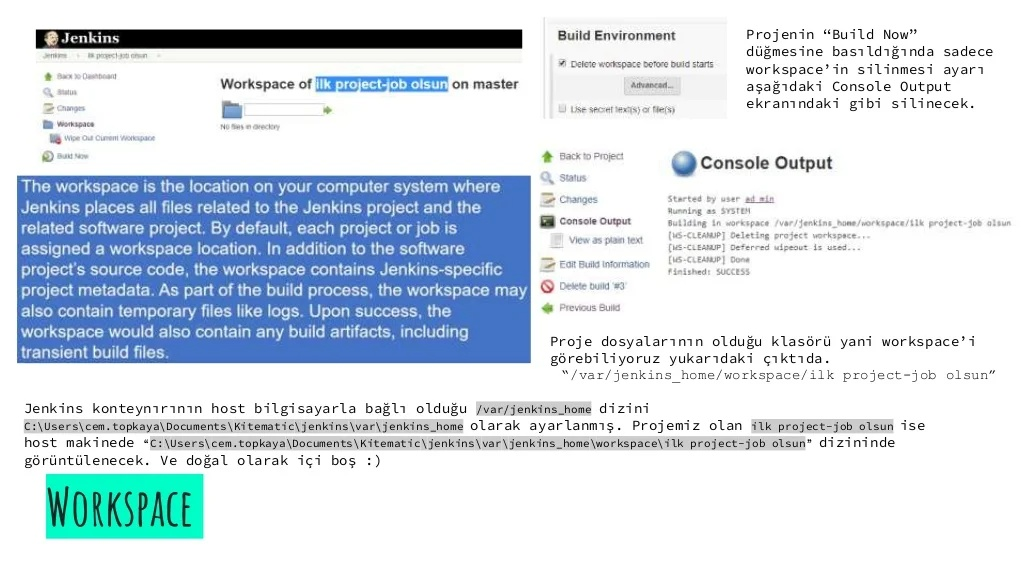 Jenkins
Jenkins
ilk project-job olsun
Back to Dashboard
Status
Changes
Workspace
Wipe Out Current Workspace
Build Now
Workspace of ilk project-job olsun on master
No files in directory
Build Environment
Delete workspace before build starts
Advanced...
Use secret text(s) or file(s)
Projenin “Build Now”
düğmesine basıldığında sadece
workspace’in silinmesi ayarı
aşağıdaki Console Output
ekranındaki gibi silinecek.
The workspace is the location on your computer system where
Jenkins places all files related to the Jenkins project and the
related software project. By default, each project or job is
assigned a workspace location. In addition to the software
project's source code, the workspace contains Jenkins-specific
project metadata. As part of the build process, the workspace may
also contain temporary files like logs. Upon success, the
workspace would also contain any build artifacts, including
transient build files.
Back to Project
Status
Changes
Console Output
View as plain text
Edit Build Information
Delete build '#3'
Previous Build
Console Output
Started by user ad min
Running as SYSTEM
Building in workspace /var/jenkins_home/workspace/ilk project-job olsun
[WS-CLEANUP] Deleting project workspace...
[WS-CLEANUP] Deferred wipeout is used...
[WS-CLEANUP] Done
Finished: SUCCESS
Proje dosyalarının olduğu klasörü yani workspace’i
görebiliyoruz yukarıdaki çıktıda.
“/var/jenkins_home/workspace/ilk project-job olsun”
Jenkins konteynırının host bilgisayarla bağlı olduğu /var/jenkins_home dizini
C:\Users\cem.topkaya\Documents\Kitematic\jenkins\var\jenkins_home olarak ayarlanmış. Projemiz olan ilk project-job olsun ise
host makinede “C:\Users\cem.topkaya\Documents\Kitematic\jenkins\var\jenkins_home\workspace\ilk project-job olsun” dizininde
görüntülenecek. Ve doğal olarak içi boş :)
Workspace